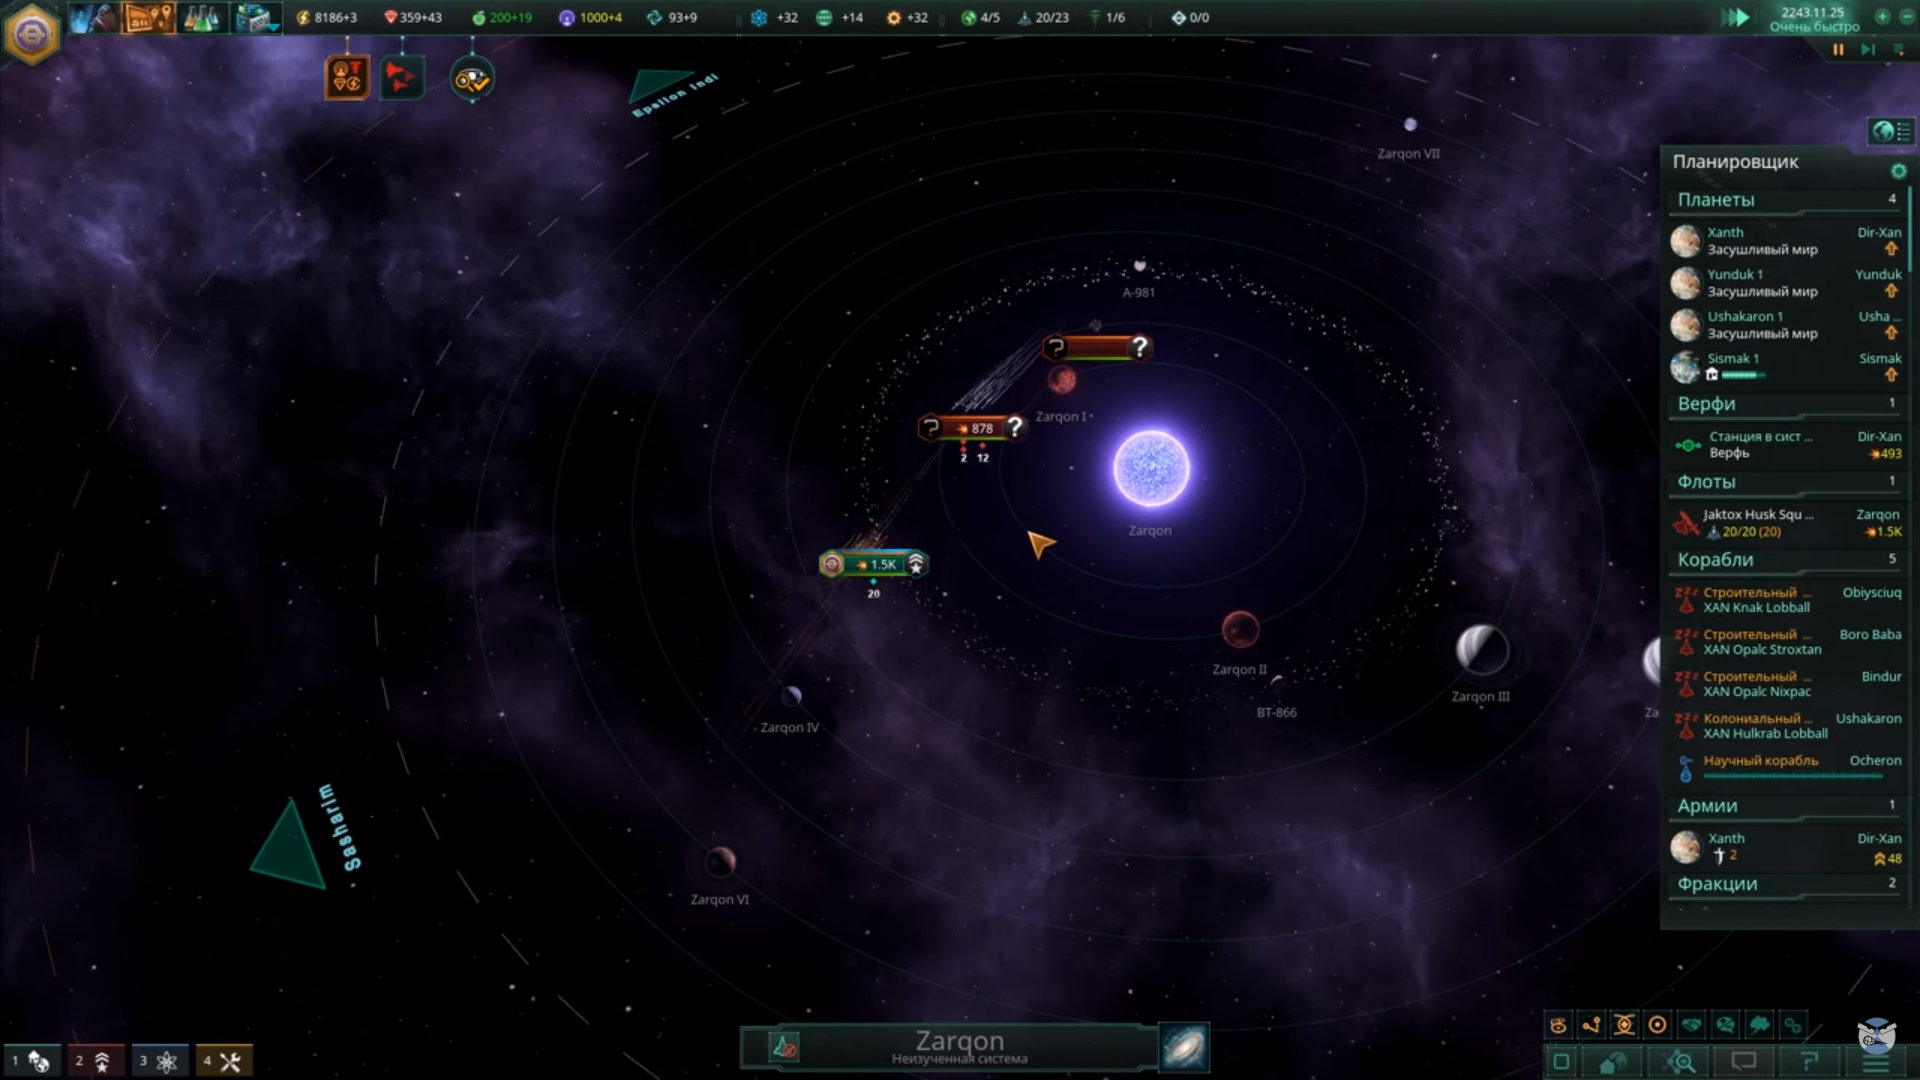 8186+3
359+43
200+19
1000+4
93+9
+32
+14
+32
4/5
20/23
1/6
0/0
2243.11.25
Очень быстро
Epsilon Indi
Zarqon VII
A-981
Zarqon I
878
2 12
Zarqon
1.5K
20
Zarqon II
BT-866
Zarqon III
Za
Zarqon IV
Zarqon VI
Sasharim
Планировщик
Планеты 4
Xanth Dir-Xan
Засушливый мир
Yunduk 1 Yunduk
Засушливый мир
Ushakaron 1 Usha ...
Засушливый мир
Sismak 1 Sismak
Верфи 1
Станция в сист ... Dir-Xan
Верфь 493
Флоты 1
Jaktox Husk Squ ... Zarqon
20/20 (20) 1.5K
Корабли 5
Строительный ... Obiysciuq
XAN Knak Lobball
Строительный ... Boro Baba
XAN Opalc Stroxtan
Строительный ... Bindur
XAN Opalc Nixpac
Колониальный ... Ushakaron
XAN Hulkrab Lobball
Научный корабль Ocheron
Армии 1
Xanth Dir-Xan
2 48
Фракции 2
1
2
3
4
Zarqon
Неизученная система